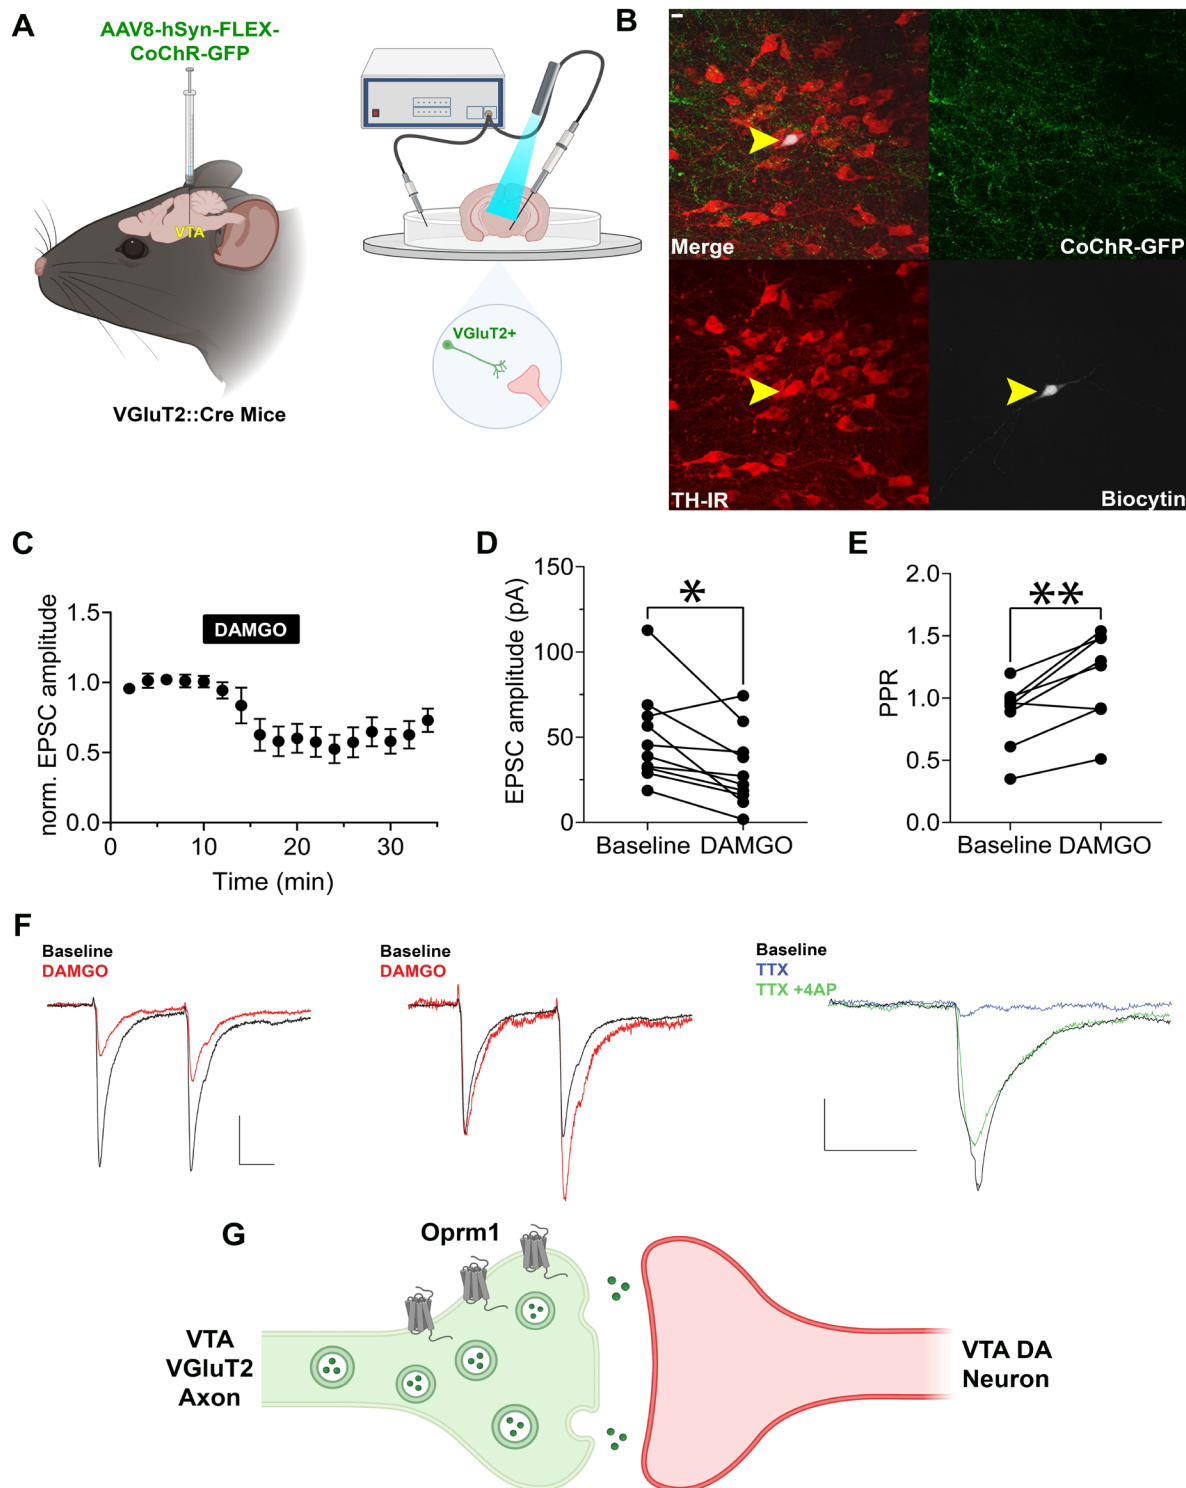 A
AAV8-hSyn-FLEX-
CoChR-GFP
VTA
VGluT2::Cre Mice
VGluT2+
B
Merge
CoChR-GFP
TH-IR
Biocytin
C
norm. EPSC amplitude
1.5
1.0
0.5
0.0
DAMGO
0
10
20
30
Time (min)
D
EPSC amplitude (pA)
150
100
50
0
*
Baseline DAMGO
E
PPR
2.0
1.5
1.0
0.5
0.0
**
Baseline DAMGO
F
Baseline
DAMGO
Baseline
DAMGO
Baseline
TTX
TTX +4AP
G
Oprm1
VTA
VGluT2
Axon
VTA DA
Neuron